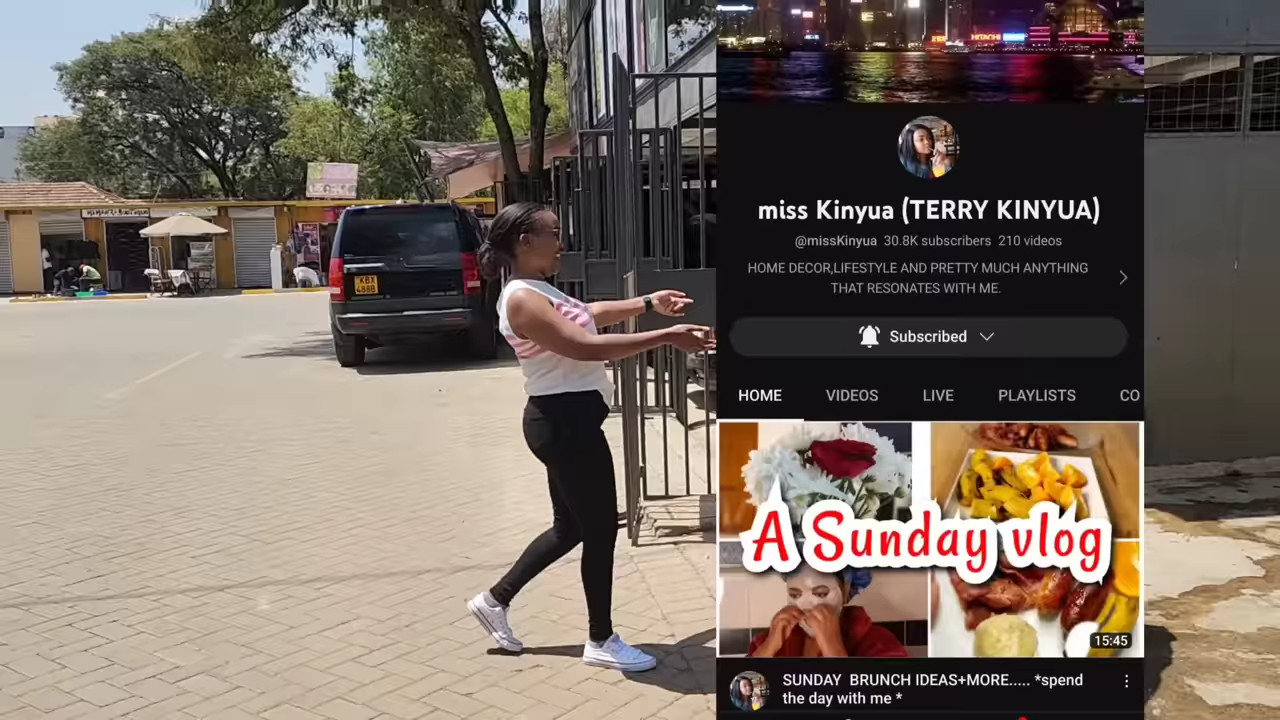 HITACHI
KBX
488B
miss Kinyua (TERRY KINYUA)
@missKinyua 30.8K subscribers 210 videos
HOME DECOR,LIFESTYLE AND PRETTY MUCH ANYTHING
THAT RESONATES WITH ME.
Subscribed
HOME VIDEOS LIVE PLAYLISTS CO
A Sunday vlog
15:45
SUNDAY BRUNCH IDEAS+MORE..... *spend
the day with me *